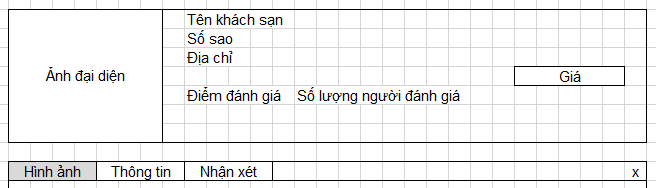 Tên khách sạn
Số sao
Địa chỉ
Ảnh đại diện
Giá
Điểm đánh giá Số lượng người đánh giá
Hình ảnh Thông tin Nhận xét x